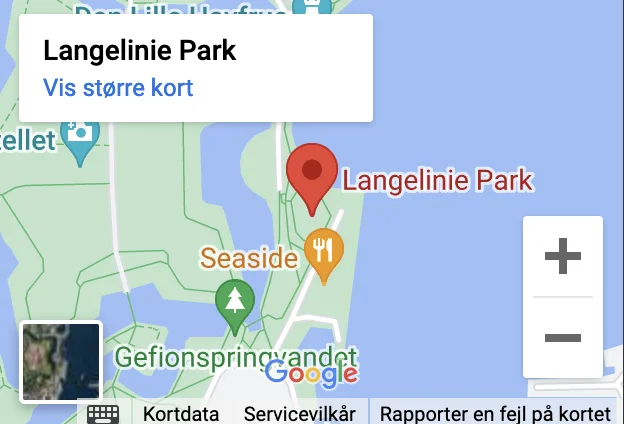 Den Lille Havfrue
Langelinie Park
Vis større kort
tellet
Langelinie Park
Seaside
Gefionspringvandet
Google
Kortdata
Servicevilkår
Rapporter en fejl på kortet